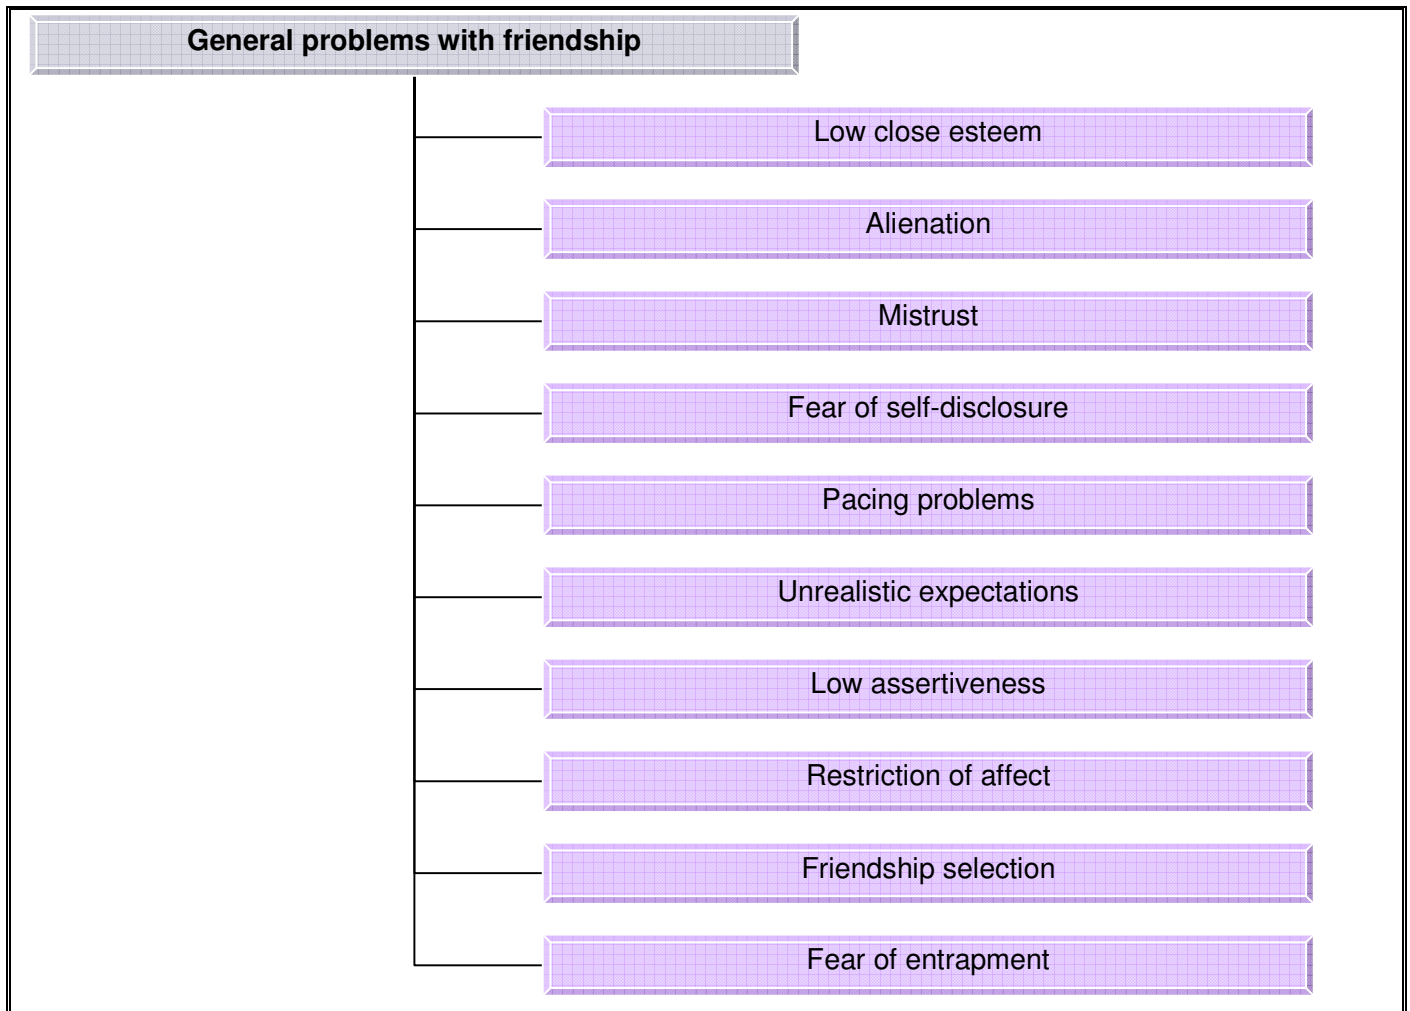 General problems with friendship
Low close esteem
Alienation
Mistrust
Fear of self-disclosure
Pacing problems
Unrealistic expectations
Low assertiveness
Restriction of affect
Friendship selection
Fear of entrapment